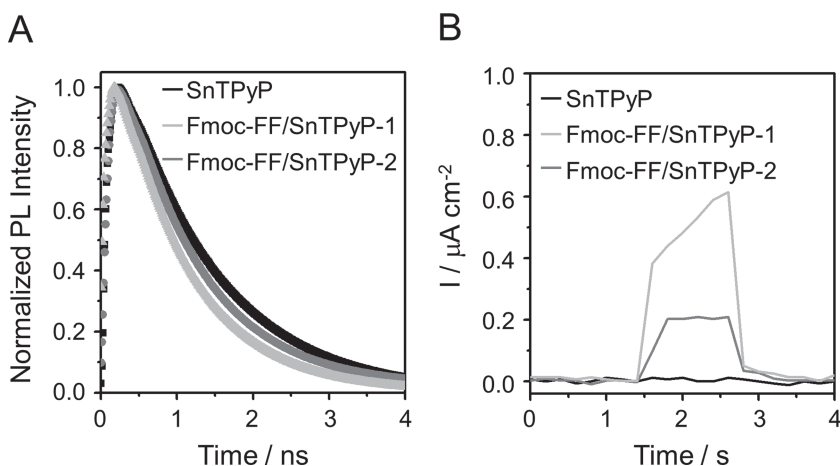 A
Normalized PL Intensity
1.0
0.8
0.6
0.4
0.2
0.0
SnTPyP
Fmoc-FF/SnTPyP-1
Fmoc-FF/SnTPyP-2
0 1 2 3 4
Time / ns
B
I / μA cm-2
1.0
0.8
0.6
0.4
0.2
0.0
SnTPyP
Fmoc-FF/SnTPyP-1
Fmoc-FF/SnTPyP-2
0 1 2 3 4
Time / s